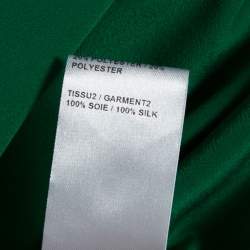 POLYESTER
TISSU2 / GARMENT2
100% SOIE / 100% SILK